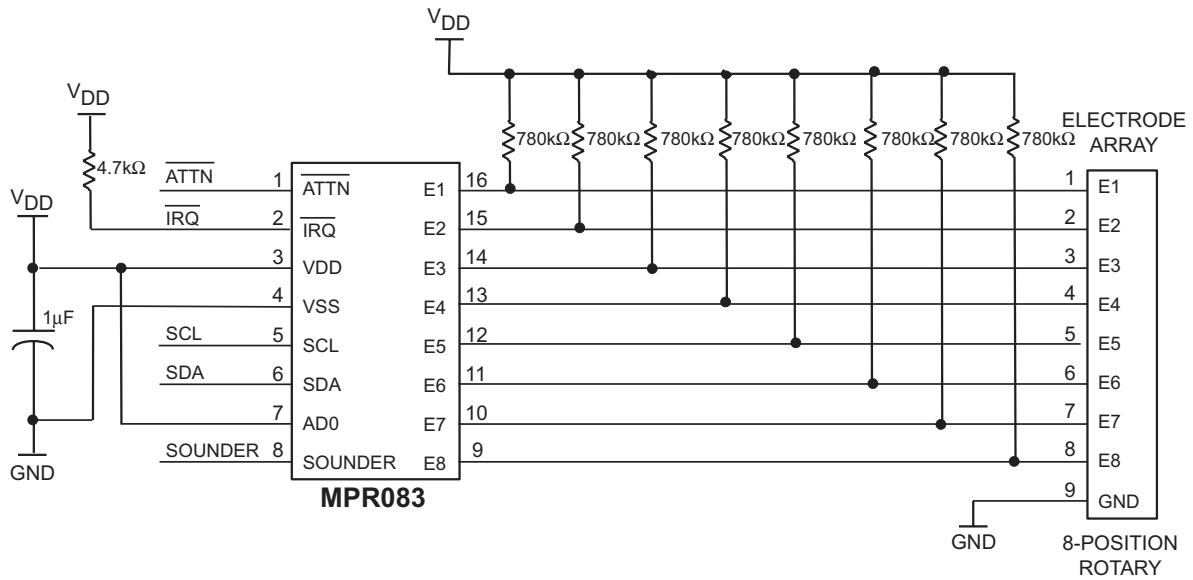 VDD
VDD
4.7kΩ
VDD
1μF
GND
ATTN
IRQ
SCL
SDA
SOUNDER
1
2
3
4
5
6
7
8
ATTN
IRQ
VDD
VSS
SCL
SDA
AD0
SOUNDER
E1
E2
E3
E4
E5
E6
E7
E8
16
15
14
13
12
11
10
9
MPR083
780kΩ 780kΩ 780kΩ 780kΩ 780kΩ 780kΩ 780kΩ 780kΩ
ELECTRODE
ARRAY
1 E1
2 E2
3 E3
4 E4
5 E5
6 E6
7 E7
8 E8
9 GND
GND
8-POSITION
ROTARY